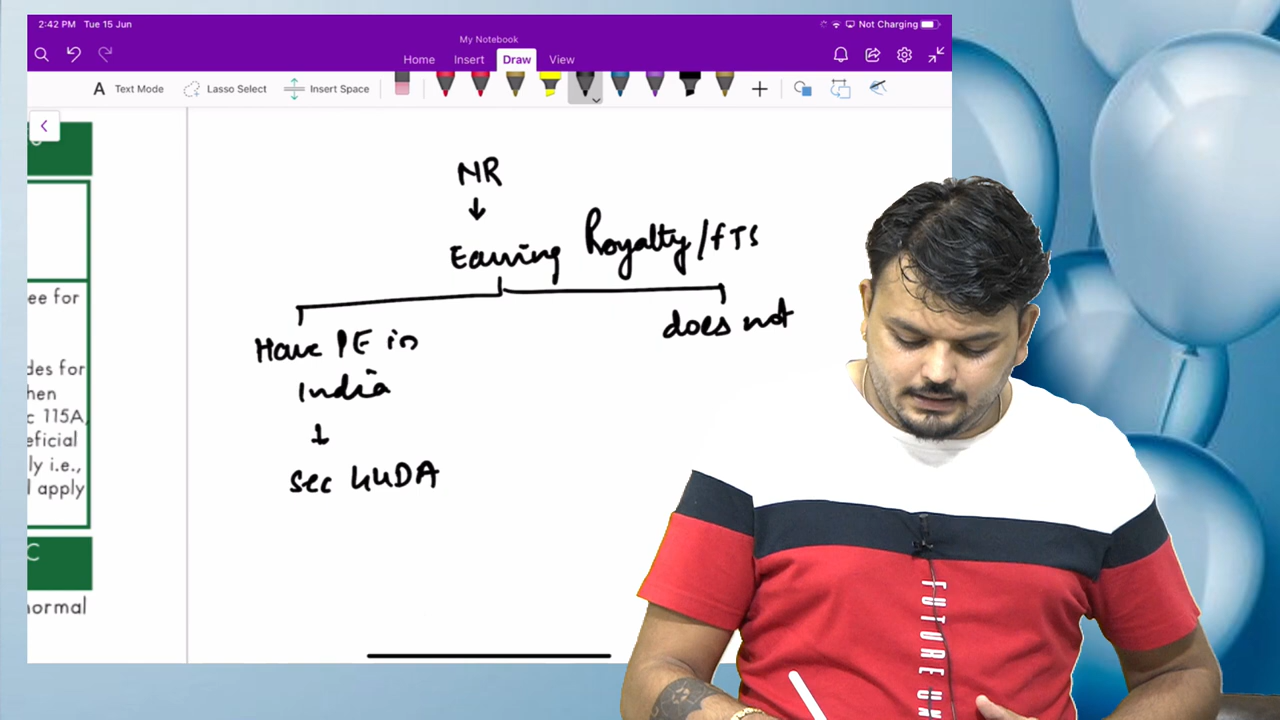 2:42 PM Tue 15 Jun
Not Charging
My Notebook
Home Insert Draw View
Text Mode Lasso Select Insert Space
NR
Earning Royalty/FTS
Have PE in
India
does not
Sec 44DA
ee for
des for
hen
c 115A,
eficial
ly i.e.,
l apply
C
normal
FUTURE UN